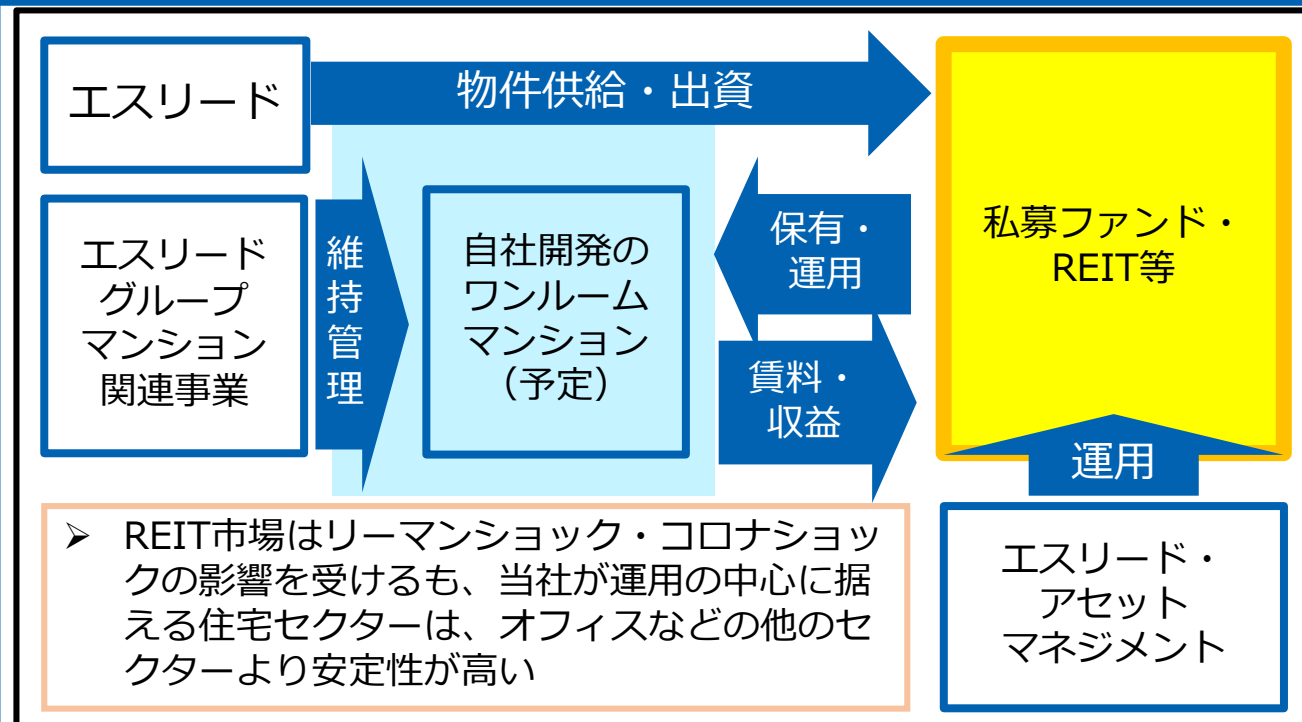 エスリード
物件供給・出資
エスリード
グループ
マンション
関連事業
維
持
管
理
自社開発の
ワンルーム
マンション
（予定）
保有・
運用
賃料・
収益
私募ファンド・
REIT等
運用
エスリード・
アセット
マネジメント
➢ REIT市場はリーマンショック・コロナショッ
クの影響を受けるも、当社が運用の中心に据
える住宅セクターは、オフィスなどの他のセ
クターより安定性が高い